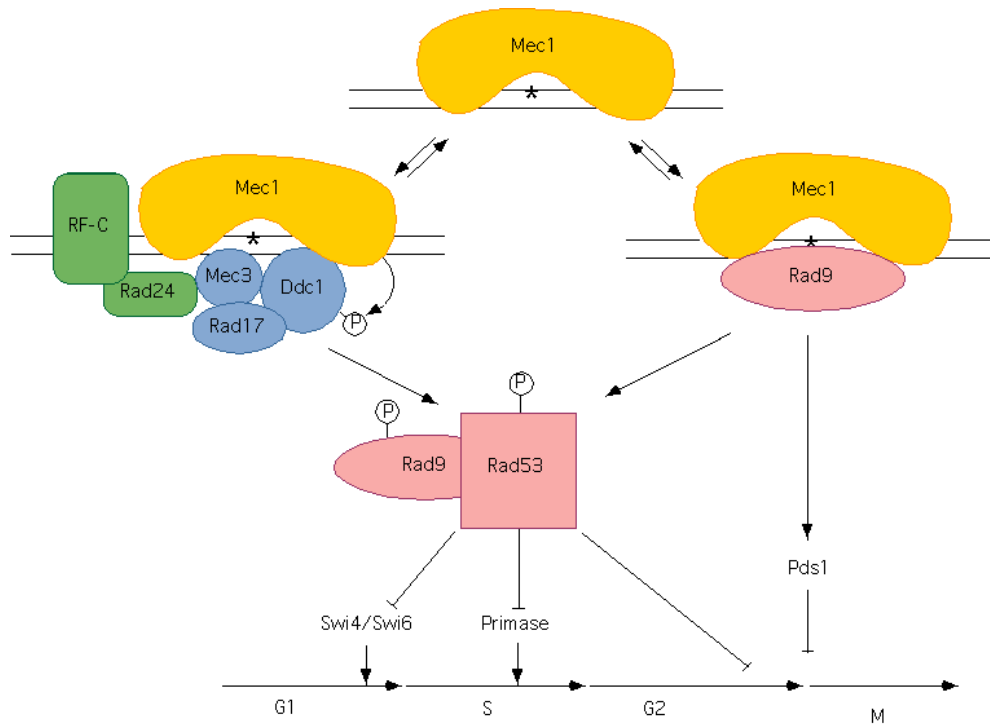 Mec1
*
Mec1
Mec1
RF-C
*
*
Mec3
Rad9
Rad24
Ddc1
Rad17
P
P
P
Rad9
Rad53
Pds1
Swi4/Swi6
Primase
G1
S
G2
M